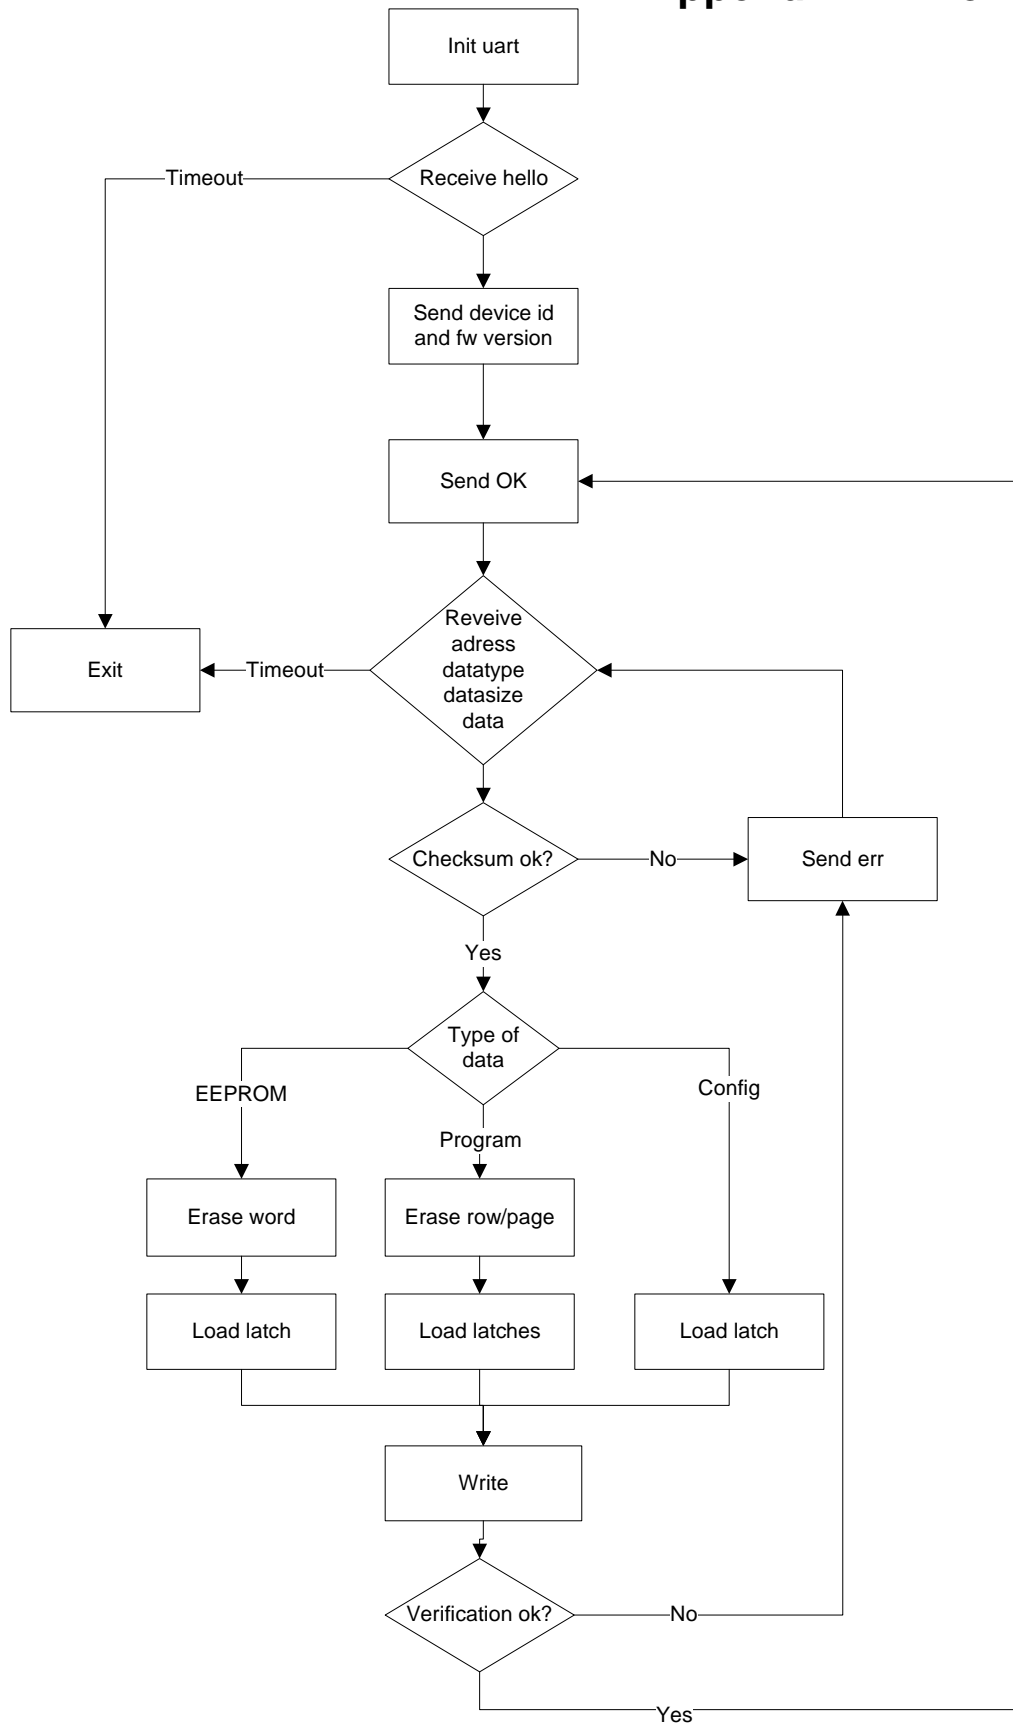 Init uart
Timeout
Receive hello
Send device id
and fw version
Send OK
Reveive
adress
datatype
datasize
data
Exit
Timeout
Checksum ok?
No
Send err
Yes
Type of
data
EEPROM
Config
Program
Erase word
Erase row/page
Load latch
Load latches
Load latch
Write
Verification ok?
No
Yes